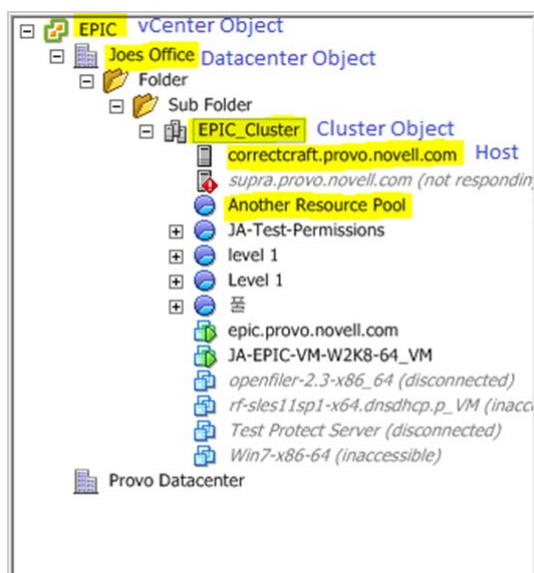 EPIC vCenter Object
Joes Office Datacenter Object
Folder
Sub Folder
EPIC_Cluster Cluster Object
correctcraft.provo.novell.com Host
supra.provo.novell.com (not respondin
Another Resource Pool
JA-Test-Permissions
level 1
Level 1
풀
epic.provo.novell.com
JA-EPIC-VM-W2K8-64_VM
openfiler-2.3-x86_64 (disconnected)
rf-sles11sp1-x64.dnsdhcp.p_VM (inacc
Test Protect Server (disconnected)
Win7-x86-64 (inaccessible)
Provo Datacenter